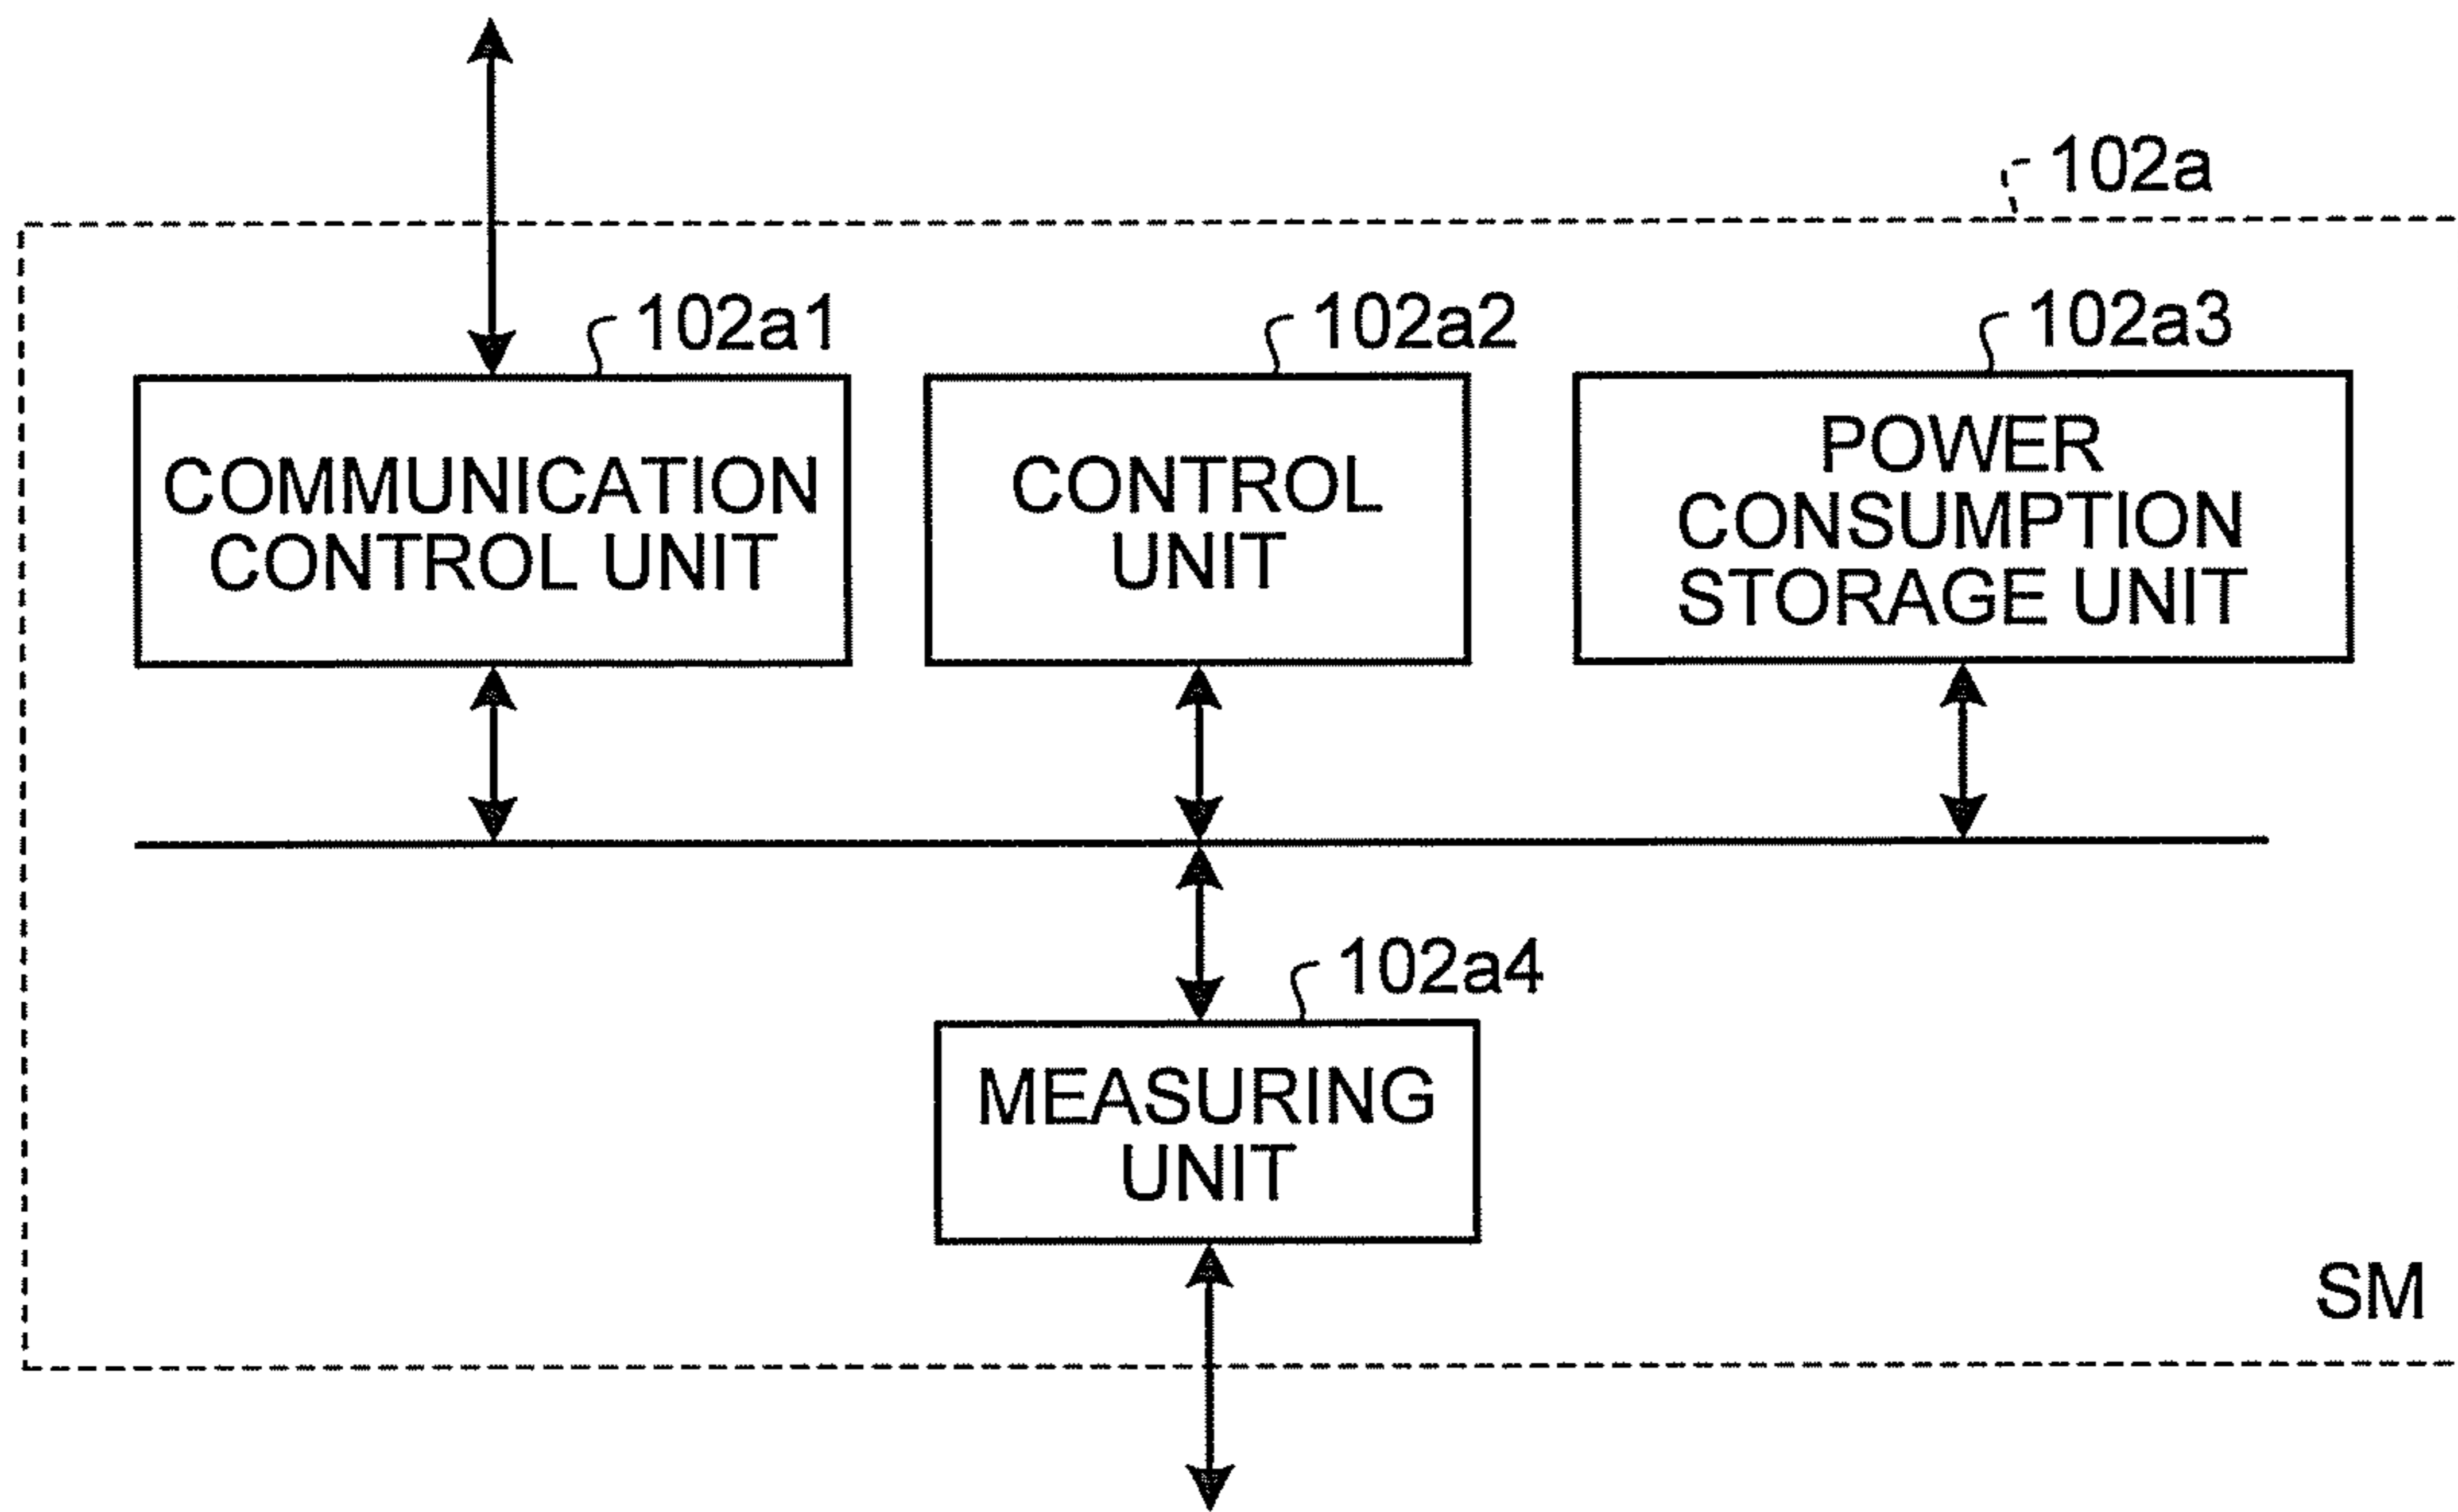 102a
102a1
102a2
102a3
COMMUNICATION
CONTROL UNIT
CONTROL
UNIT
POWER
CONSUMPTION
STORAGE UNIT
102a4
MEASURING
UNIT
SM